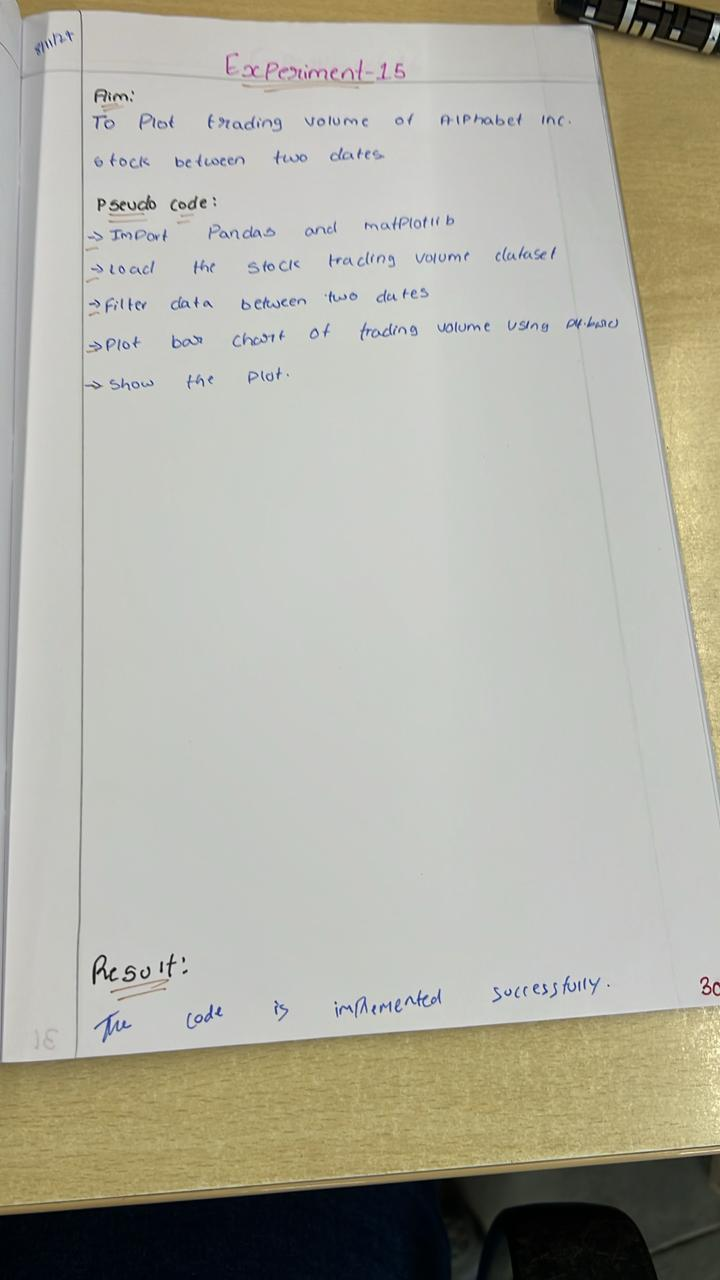 8/11/24
Experiment-15
Aim:
To Plot trading volume of Alphabet inc.
stock between two dates
Pseudo code:
→ Import Pandas and matplotlib
→ Load the stock trading volume dataset
→ Filter data between two dates
→ Plot bar chart of trading volume using
→ Show the plot.
Result:
The code is implemented successfully.
30
31